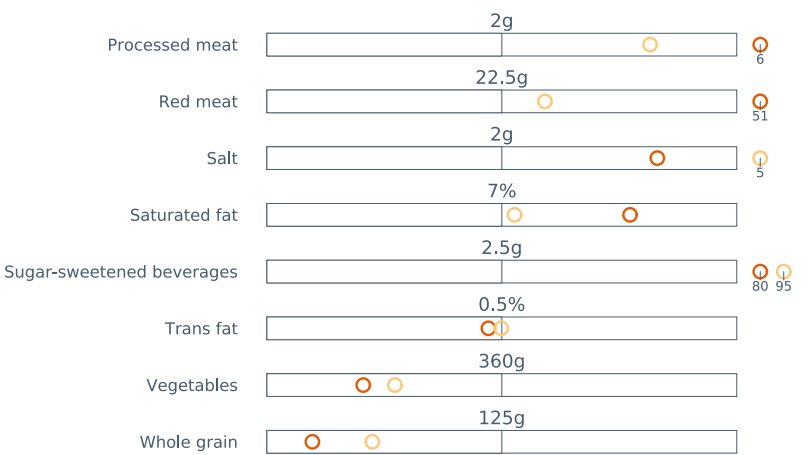 2g
Processed meat
6
22.5g
Red meat
51
2g
Salt
5
7%
Saturated fat
2.5g
Sugar-sweetened beverages
80 95
0.5%
Trans fat
360g
Vegetables
125g
Whole grain